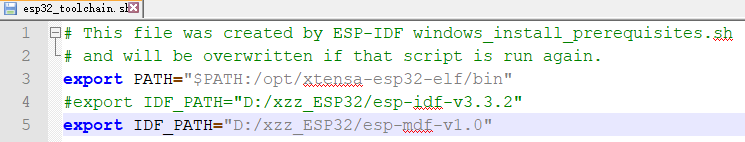 esp32_toolchain.sh
1 # This file was created by ESP-IDF windows_install_prerequisites.sh
2 # and will be overwritten if that script is run again.
3 export PATH="$PATH:/opt/xtensa-esp32-elf/bin"
4 #export IDF_PATH="D:/xzz_ESP32/esp-idf-v3.3.2"
5 export IDF_PATH="D:/xzz_ESP32/esp-mdf-v1.0"